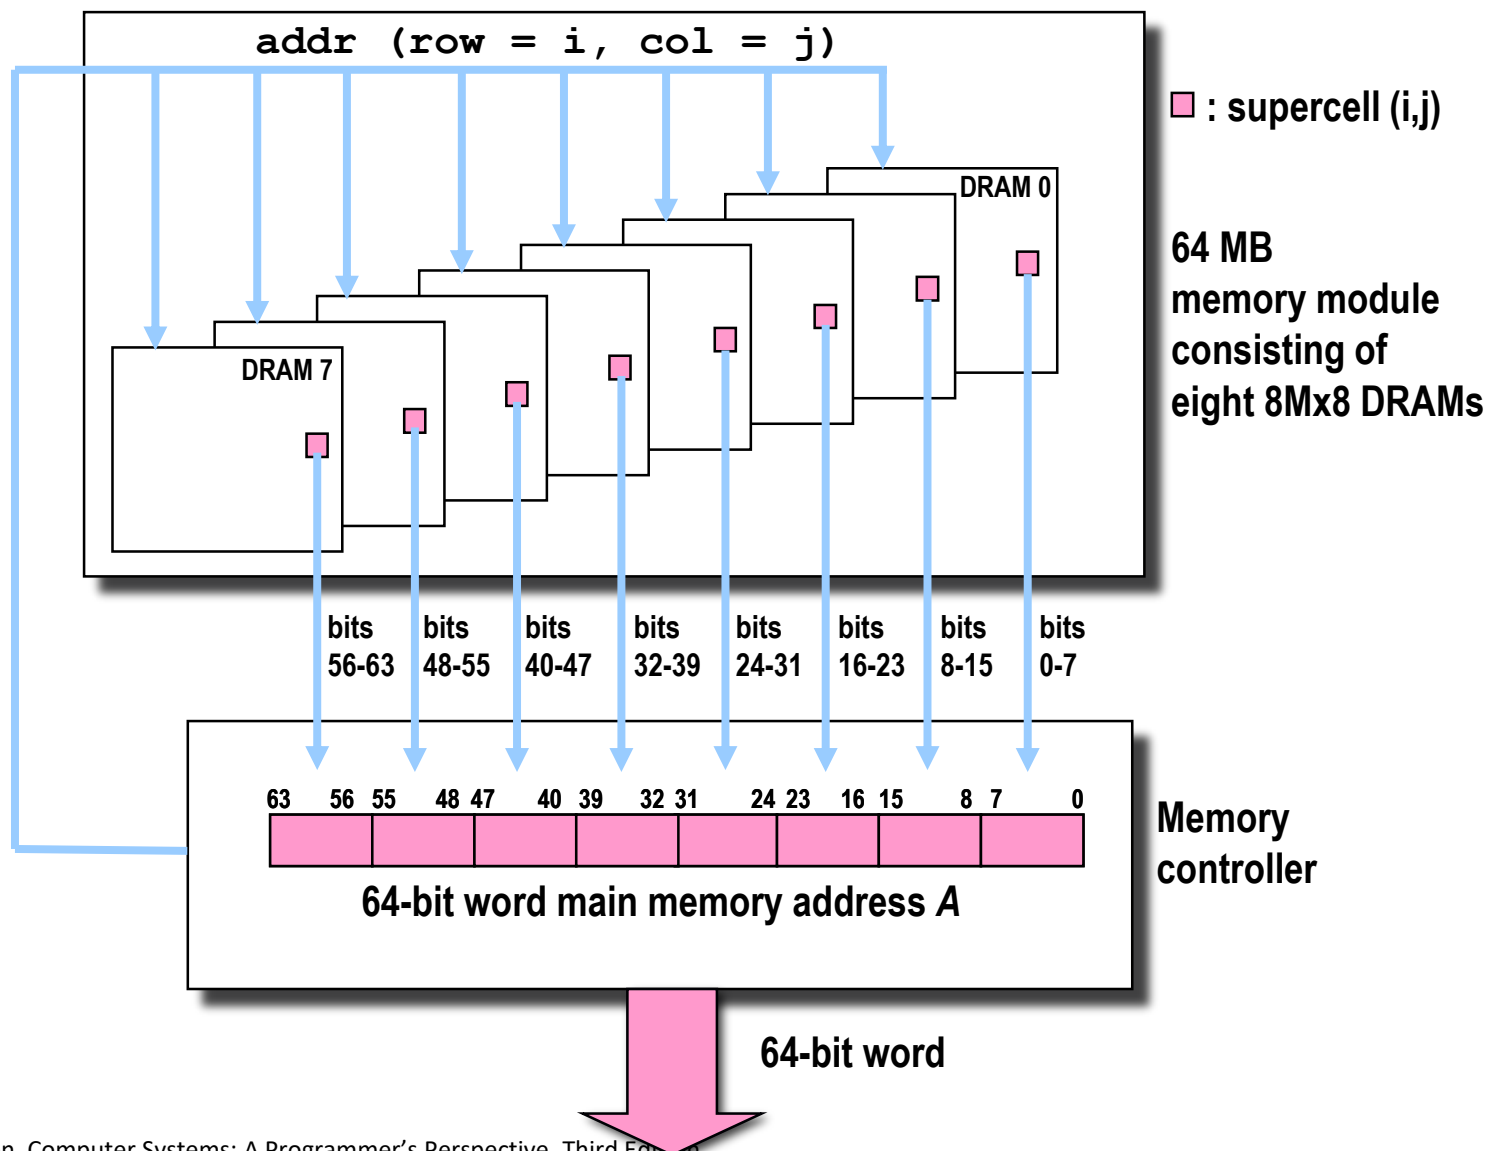 addr (row = i, col = j)
: supercell (i,j)
DRAM 0
64 MB
memory module
consisting of
eight 8Mx8 DRAMs
DRAM 7
bits
56-63
bits
48-55
bits
40-47
bits
32-39
bits
24-31
bits
16-23
bits
8-15
bits
0-7
63 56 55 48 47 40 39 32 31 24 23 16 15 8 7 0
Memory
controller
64-bit word main memory address A
64-bit word
Computer Systems: A Programmer's Perspective, Third